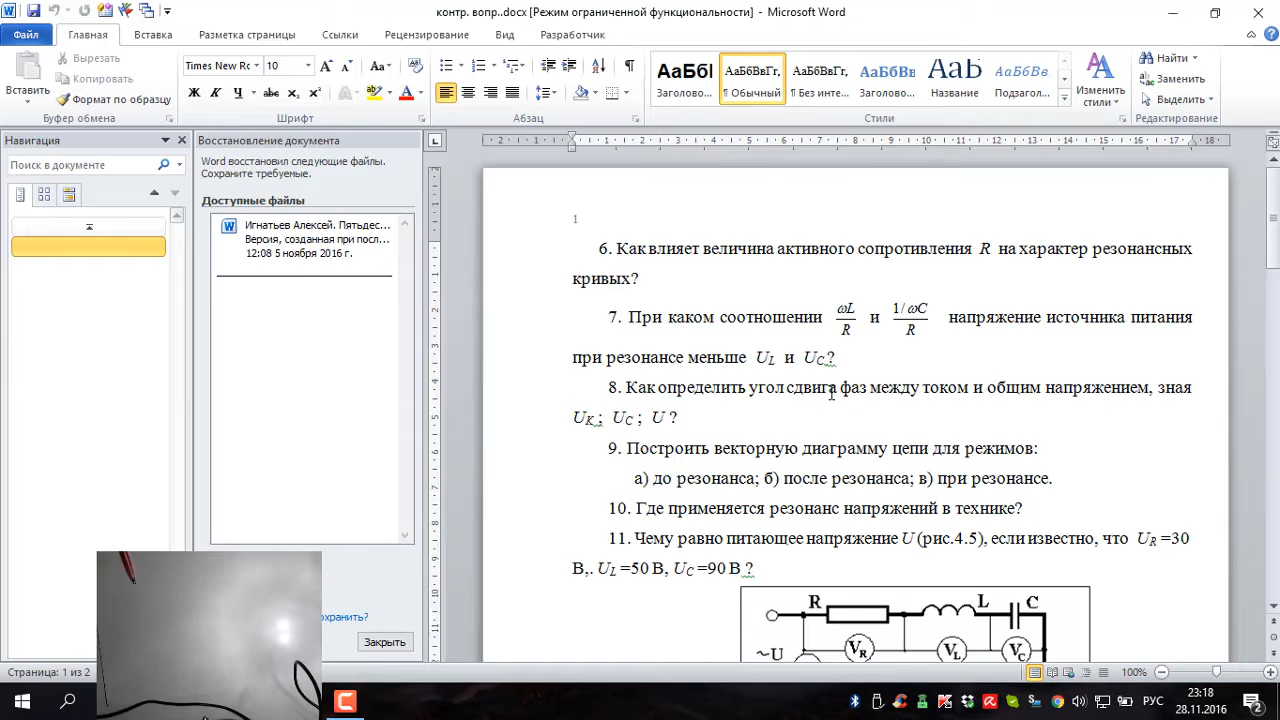 контр. вопр..docx [Режим ограниченной функциональности] - Microsoft Word
Файл Главная Вставка Разметка страницы Ссылки Рецензирование Вид Разработчик
Вставить
Вырезать
Копировать
Формат по образцу
Буфер обмена
Times New Ro 10
Ж К Ч abc
Шрифт
Абзац
АаБбІ АаБбВвГг, АаБбВвГг, АаБбВв АаБ АаБбВвГг,
Заголово... ¶ Обычный ¶ Без инте... Заголово... Название Подзагол...
Стили
Изменить стили
Найти
Заменить
Выделить
Редактирование
Навигация
Поиск в документе
Восстановление документа
Word восстановил следующие файлы.
Сохраните требуемые.
Доступные файлы
Игнатьев Алексей. Пятьдес...
Версия, созданная при посл...
12:08 5 ноября 2016 г.
хранить?
Закрыть
1
6. Как влияет величина активного сопротивления R на характер резонансных
кривых?
7. При каком соотношении ωL/R и 1/ωC/R напряжение источника питания
при резонансе меньше U_L и U_C?
8. Как определить угол сдвига фаз между током и общим напряжением, зная
U_K; U_C; U ?
9. Построить векторную диаграмму цепи для режимов:
а) до резонанса; б) после резонанса; в) при резонансе.
10. Где применяется резонанс напряжений в технике?
11. Чему равно питающее напряжение U (рис.4.5), если известно, что U_R =30
В,. U_L =50 В, U_C =90 В ?
R L C
~U V_R V_L V_C
Страница: 1 из 2
100%
РУС
23:18
28.11.2016